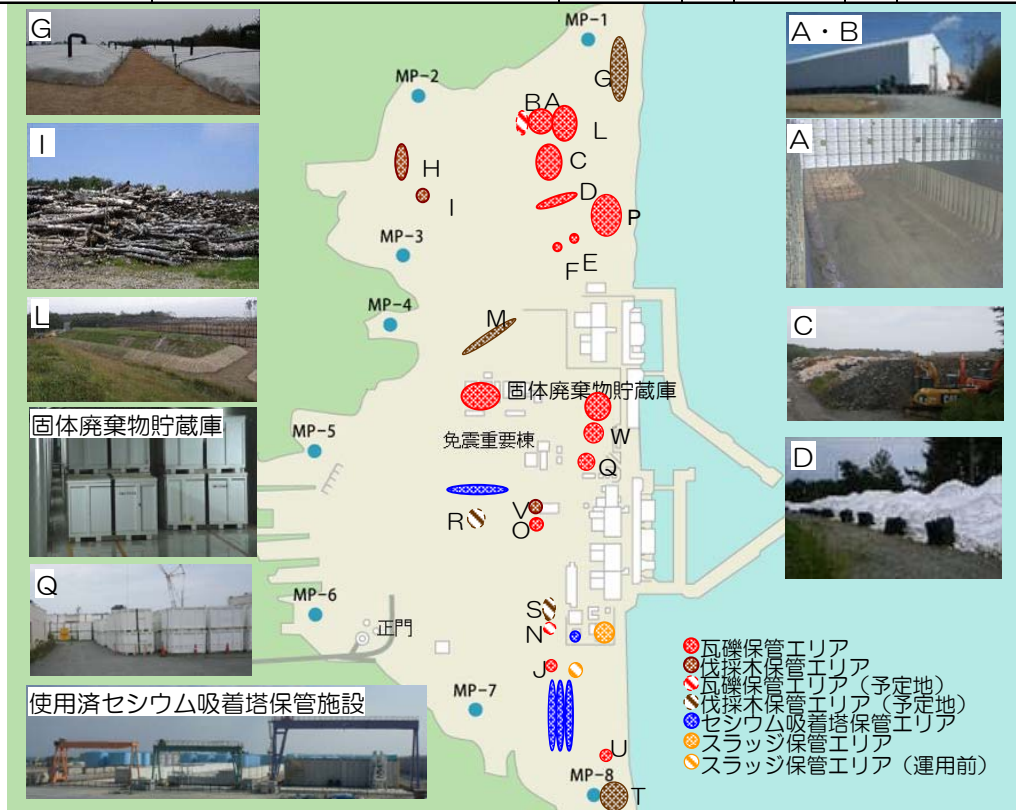 G
I
L
固体廃棄物貯蔵庫
Q
使用済セシウム吸着塔保管施設
MP-1
G
MP-2
BA
L
C
H
D
I
P
MP-3
E
F
MP-4
M
固体廃棄物貯蔵庫
MP-5
免震重要棟
W
Q
V
R
O
MP-6
S
正門
N
J
MP-7
U
MP-8
T
A・B
A
C
D
瓦礫保管エリア
伐採木保管エリア
瓦礫保管エリア（予定地）
伐採木保管エリア（予定地）
セシウム吸着塔保管エリア
スラッジ保管エリア
スラッジ保管エリア（運用前）